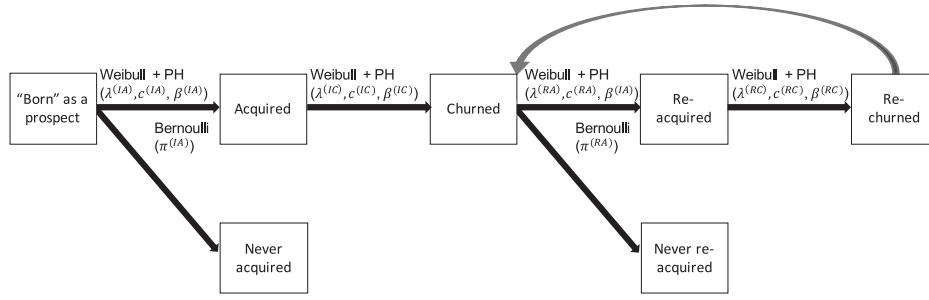 Weibull + PH
(λ^(IA),c^(IA), β^(IA))
Weibull + PH
(λ^(IC),c^(IC), β^(IC))
Weibull + PH
(λ^(RA),c^(RA), β^(IA))
Weibull + PH
(λ^(RC),c^(RC), β^(RC))
“Born” as a
prospect
Acquired
Churned
Re-
acquired
Re-
churned
Bernoulli
(π^(IA))
Bernoulli
(π^(RA))
Never
acquired
Never re-
acquired